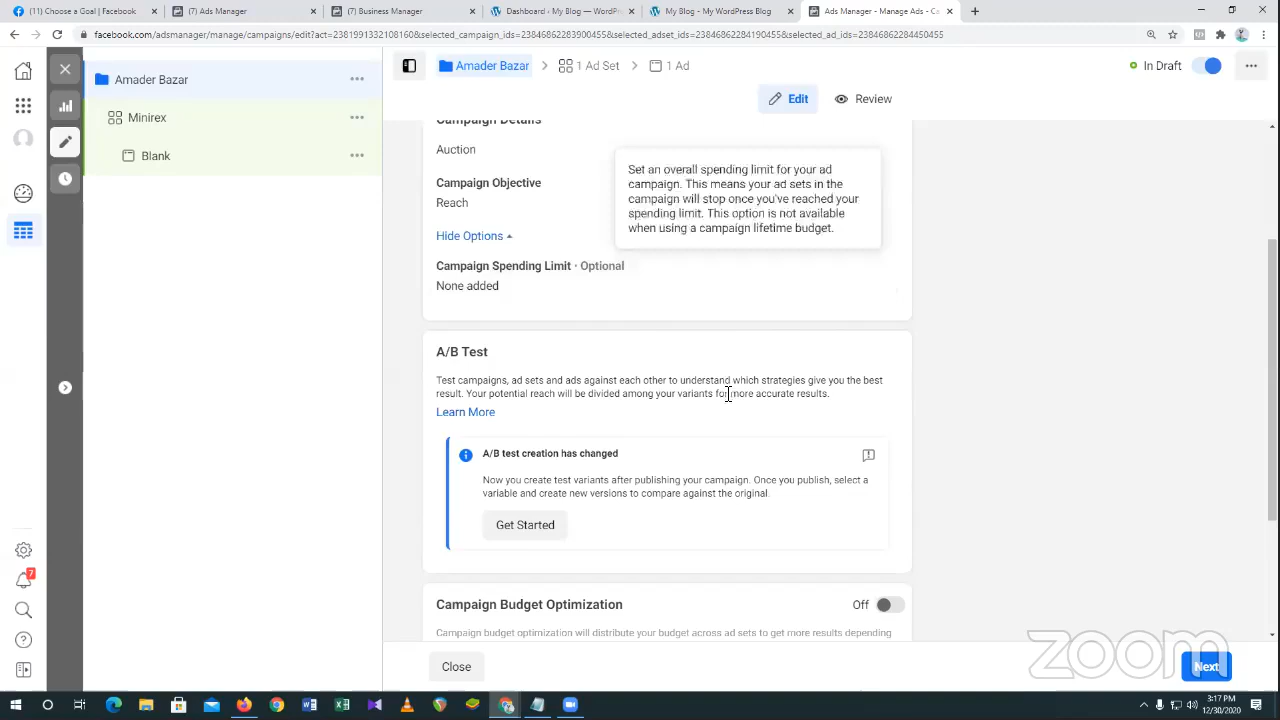 (11) Choose a Goal | Facebook
(7) Ads Manager
(7) Business Manager
Dashboard ‹ My Blog — WordPr
My Blog - My WordPress Blog
Ads Manager - Manage Ads - Ca
facebook.com/adsmanager/manage/campaigns/edit?act=238199133210816&selected_campaign_ids=23846862839004558&selected_adset_ids=23846862284190455&selected_ad_ids=23846862284450455
Amader Bazar
Minirex
Blank
Amader Bazar
1 Ad Set
1 Ad
In Draft
Edit
Review
Campaign Details
Auction
Campaign Objective
Reach
Hide Options
Set an overall spending limit for your ad
campaign. This means your ad sets in the
campaign will stop once you've reached your
spending limit. This option is not available
when using a campaign lifetime budget.
Campaign Spending Limit · Optional
None added
A/B Test
Test campaigns, ad sets and ads against each other to understand which strategies give you the best
result. Your potential reach will be divided among your variants for more accurate results.
Learn More
A/B test creation has changed
Now you create test variants after publishing your campaign. Once you publish, select a
variable and create new versions to compare against the original.
Get Started
Campaign Budget Optimization
Off
Campaign budget optimization will distribute your budget across ad sets to get more results depending
Close
Next
zoom
7
3:17 PM
12/30/2020